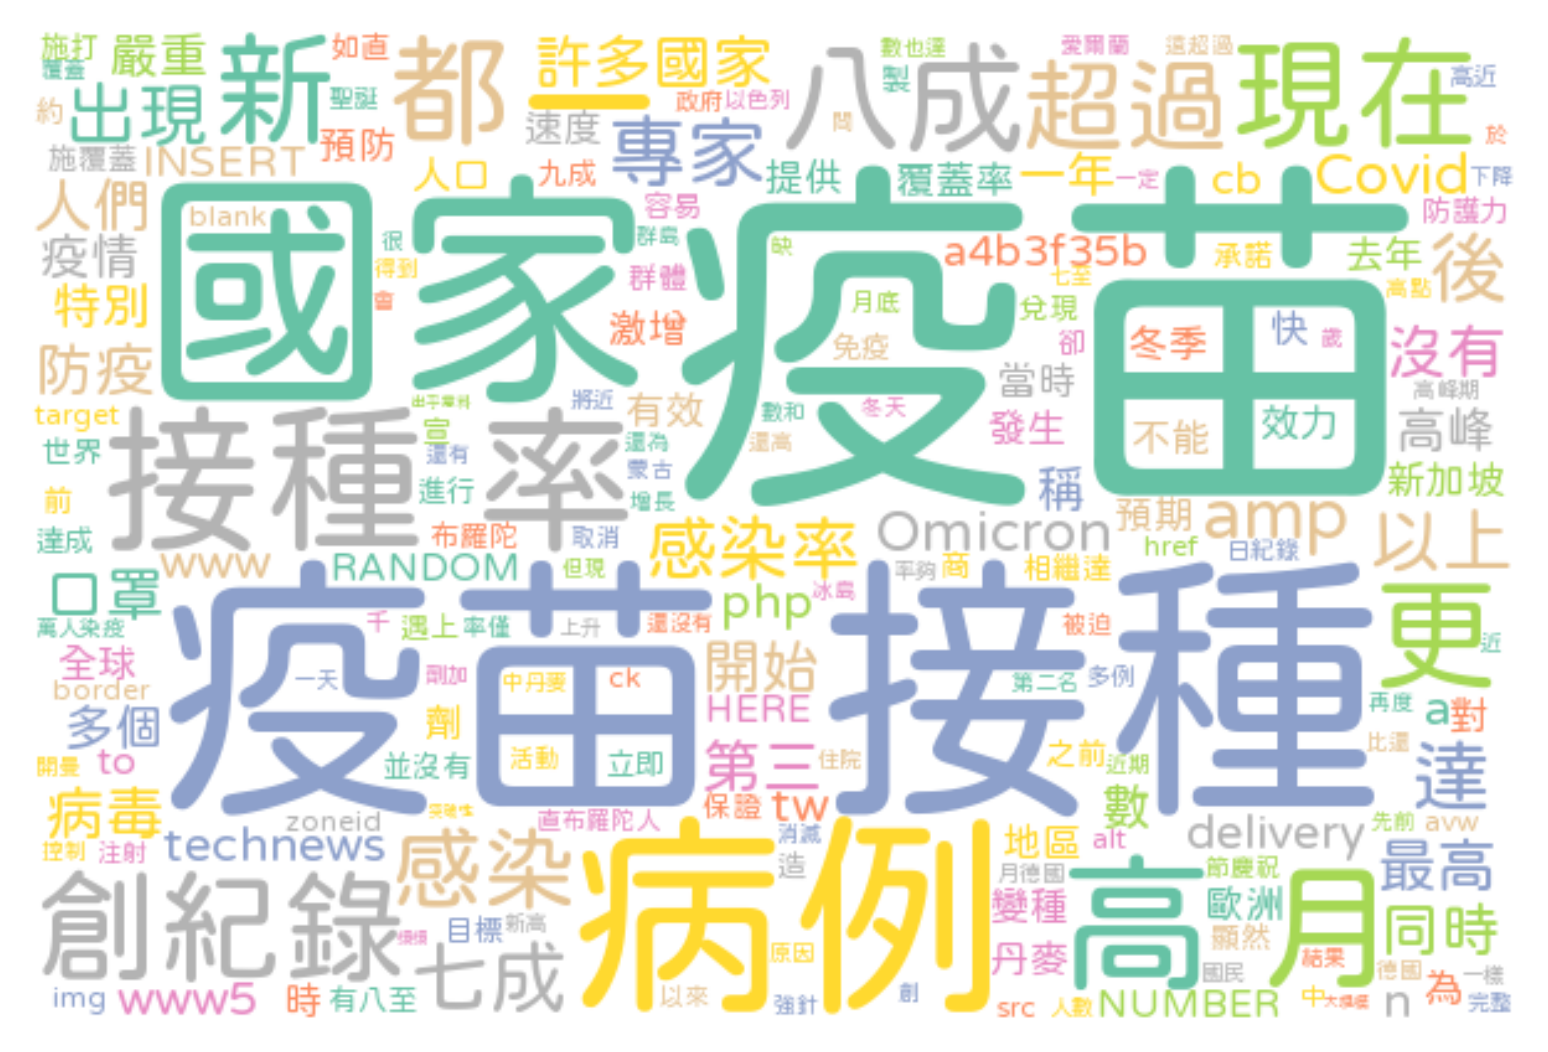 施打 嚴重 新 如直 都 許多國家 八成 數也達 製 愛爾蘭 遠超過 現在 高近
覆蓋 約 出現 聖誕 一 速度 政府 以色列 問 超過 於
施覆蓋 INSERT 預防 人口 九成 專家 提供 覆蓋率 一年 一定 cb Covid 下降
人們 國家 疫苗 容易 防護力
blank 疫情 很 群島 缺 a4b3f35b 承諾 去年 後
特別 得到 會 群體 月底 七至 高點
激增 免疫 兌現 卻 冬季 快 歲 沒有
防疫 當時 高峰期
target 接種率 將近 有效 數和 冬天 發生 不能 效力 高峰
世界 宣 還有 還為 還高 蒙古 稱 新加坡
前 進行 增長 預期 amp 以上
達成 www 布羅陀 取消 感染率 Omicron href 日紀錄
口罩 RANDOM 但現 率夠 商 相繼達
疫苗接種 php 冰島 更
萬人染疫 千 遇上 率僅 上升 還沒有 被迫 近
全球 一天 劑加 中丹麥 ck 開始 第二名 多例
border 多個 劑 HERE 再度 a 對
開曼 to 並沒有 活動 立即 第三 住院 之前 近期 比還 達
病毒 zoneid 突破性 直布羅陀人 保證 tw 數 delivery 先前 avw
控制 注射 technews 感染 病例 消滅 造 地區 alt 最高
創紀錄 目標 新高 月德國 變種 高 節慶祝 歐洲 月 同時
七成 原因 丹麥 國民 顯然 結果 德國 一樣
img www5 時 有八至 以來 強針 創 src 人數 NUMBER 中 大規模 n 為 完整